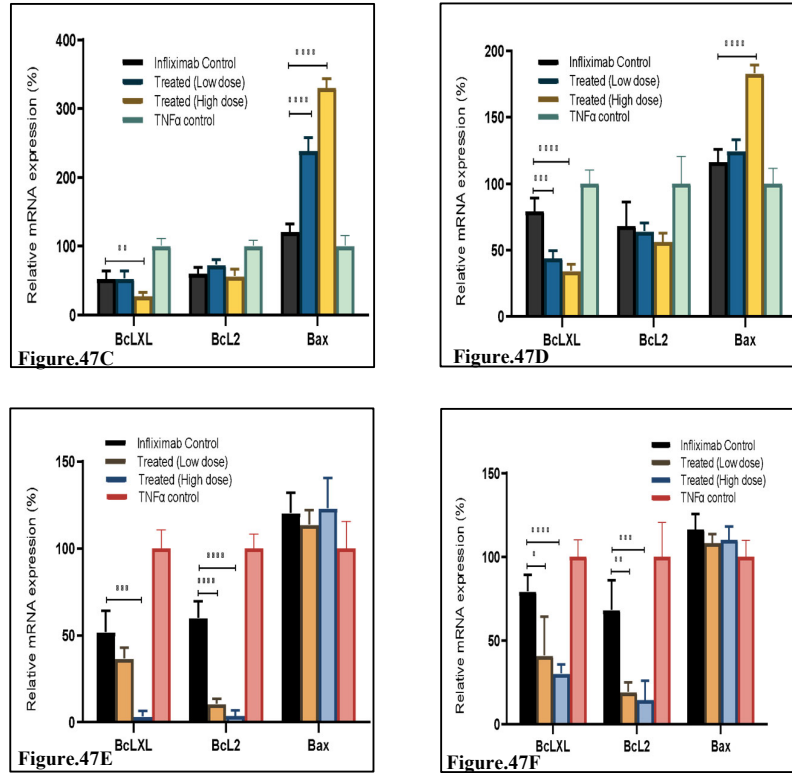 400
300
200
100
0
Relative mRNA expression (%)
Infliximab Control
Treated (Low dose)
Treated (High dose)
TNFα control
BcLXL BcL2 Bax
Figure.47C
200
150
100
50
0
Relative mRNA expression (%)
Infliximab Control
Treated (Low dose)
Treated (High dose)
TNFα control
BcLXL BcL2 Bax
Figure.47D
150
100
50
0
Relative mRNA expression (%)
Infliximab Control
Treated (Low dose)
Treated (High dose)
TNFα control
BcLXL BcL2 Bax
Figure.47E
150
100
50
0
Relative mRNA expression (%)
Infliximab Control
Treated (Low dose)
Treated (High dose)
TNFα control
BcLXL BcL2 Bax
Figure.47F